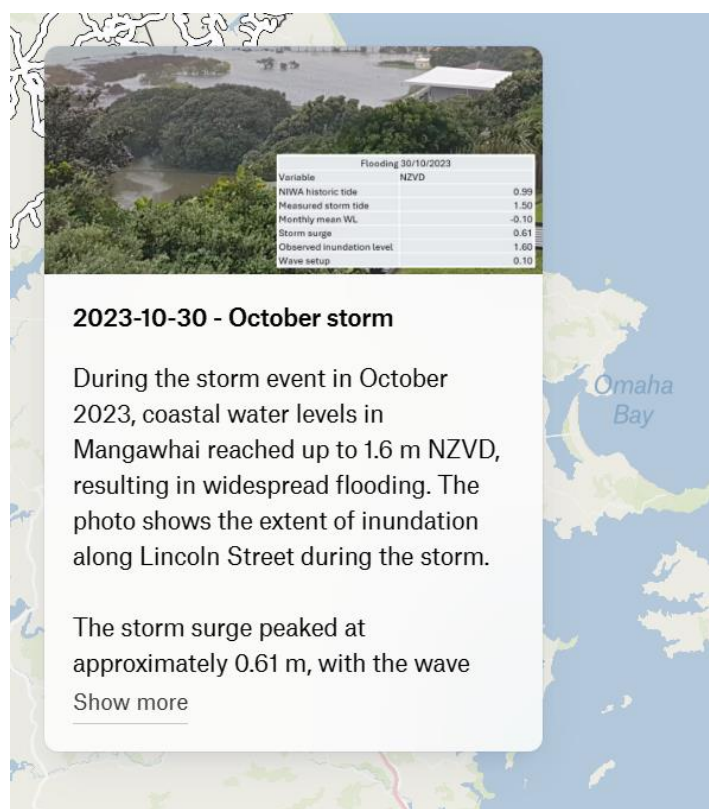 Flooding 30/10/2023
Variable NZVD
NIWA historic tide 0.99
Measured storm tide 1.50
Monthly mean WL -0.10
Storm surge 0.61
Observed inundation level 1.60
Wave setup 0.10
2023-10-30 - October storm
During the storm event in October
2023, coastal water levels in
Mangawhai reached up to 1.6 m NZVD,
resulting in widespread flooding. The
photo shows the extent of inundation
along Lincoln Street during the storm.
The storm surge peaked at
approximately 0.61 m, with the wave
Show more
Omaha
Bay